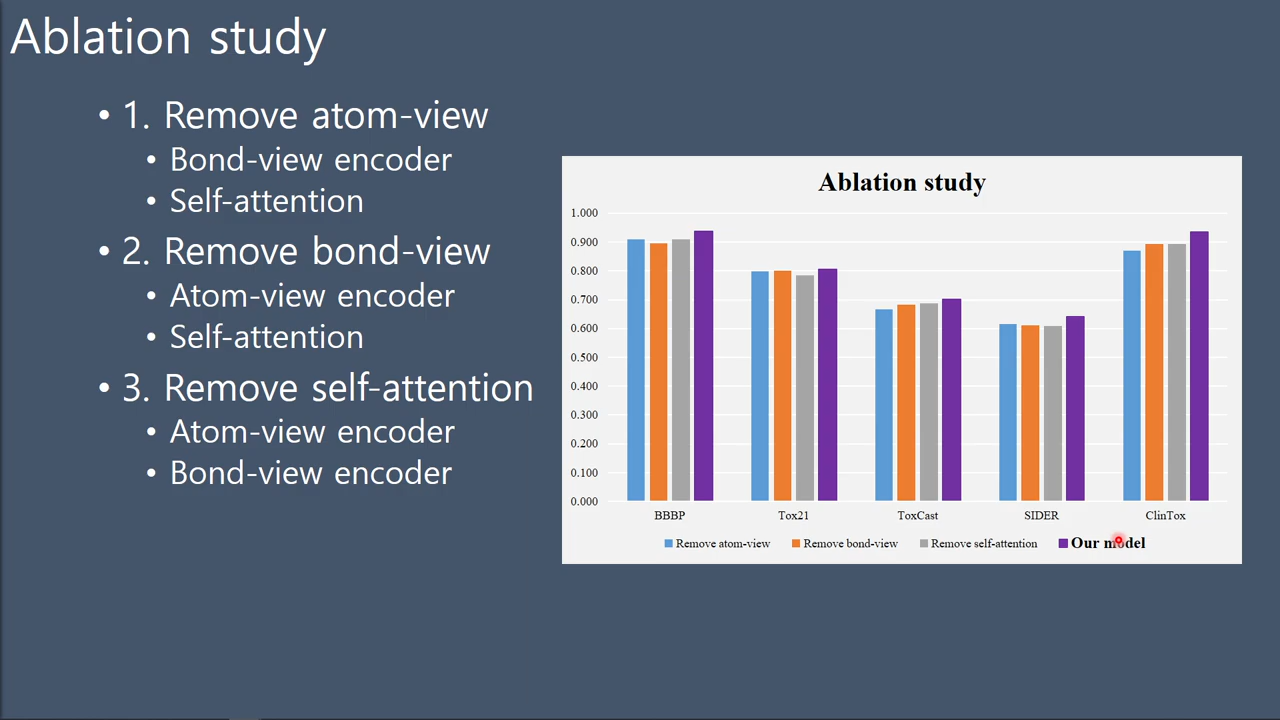 Ablation study
• 1. Remove atom-view
• Bond-view encoder
• Self-attention
• 2. Remove bond-view
• Atom-view encoder
• Self-attention
• 3. Remove self-attention
• Atom-view encoder
• Bond-view encoder
Ablation study
1.000
0.900
0.800
0.700
0.600
0.500
0.400
0.300
0.200
0.100
0.000
BBBP Tox21 ToxCast SIDER ClinTox
Remove atom-view Remove bond-view Remove self-attention Our model